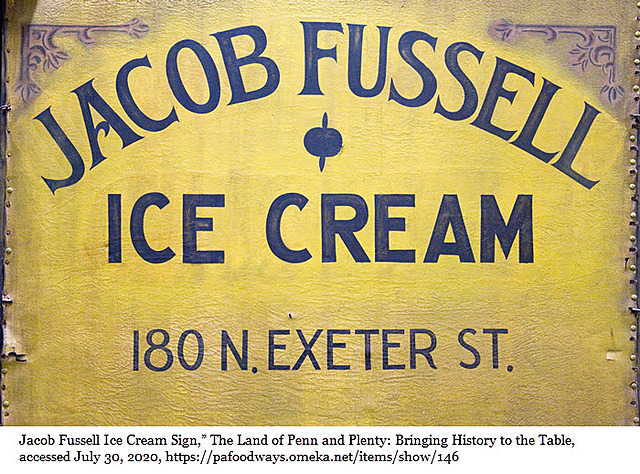 JACOB FUSSELL
ICE CREAM
180 N. EXETER ST.
Jacob Fussell Ice Cream Sign,” The Land of Penn and Plenty: Bringing History to the Table,
accessed July 30, 2020, https://pafoodways.omeka.net/items/show/146